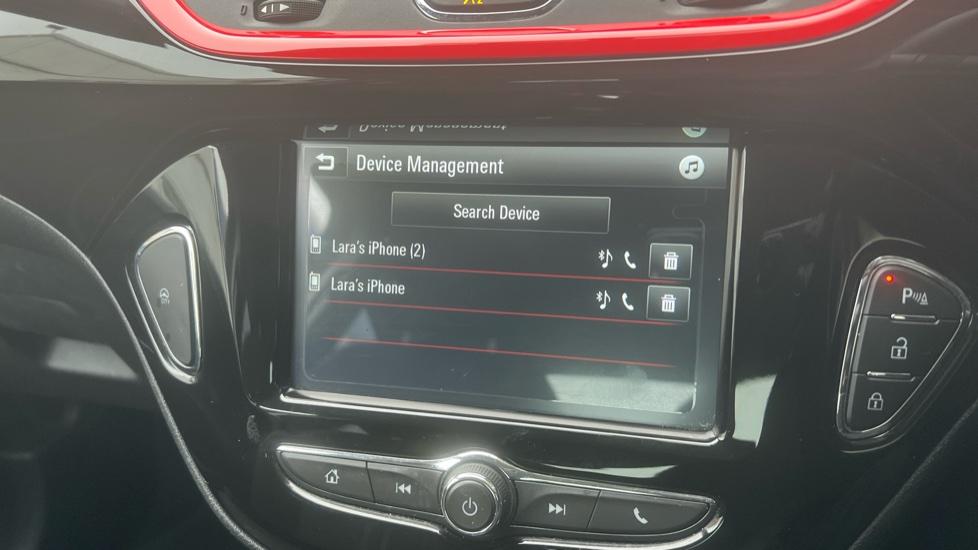 Device Management
Search Device
Lara's iPhone (2)
Lara's iPhone
P